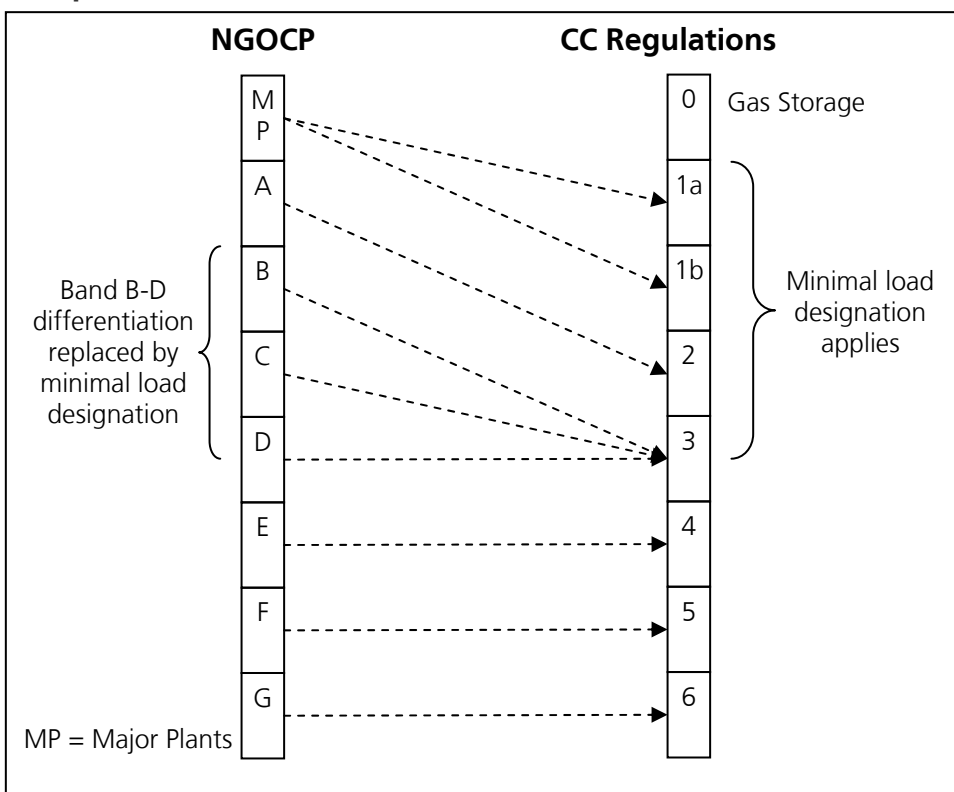 NGOCP
CC Regulations
M
P
A
B
C
D
E
F
G
0
1a
1b
2
3
4
5
6
Gas Storage
Band B-D
differentiation
replaced by
minimal load
designation
Minimal load
designation
applies
MP = Major Plants